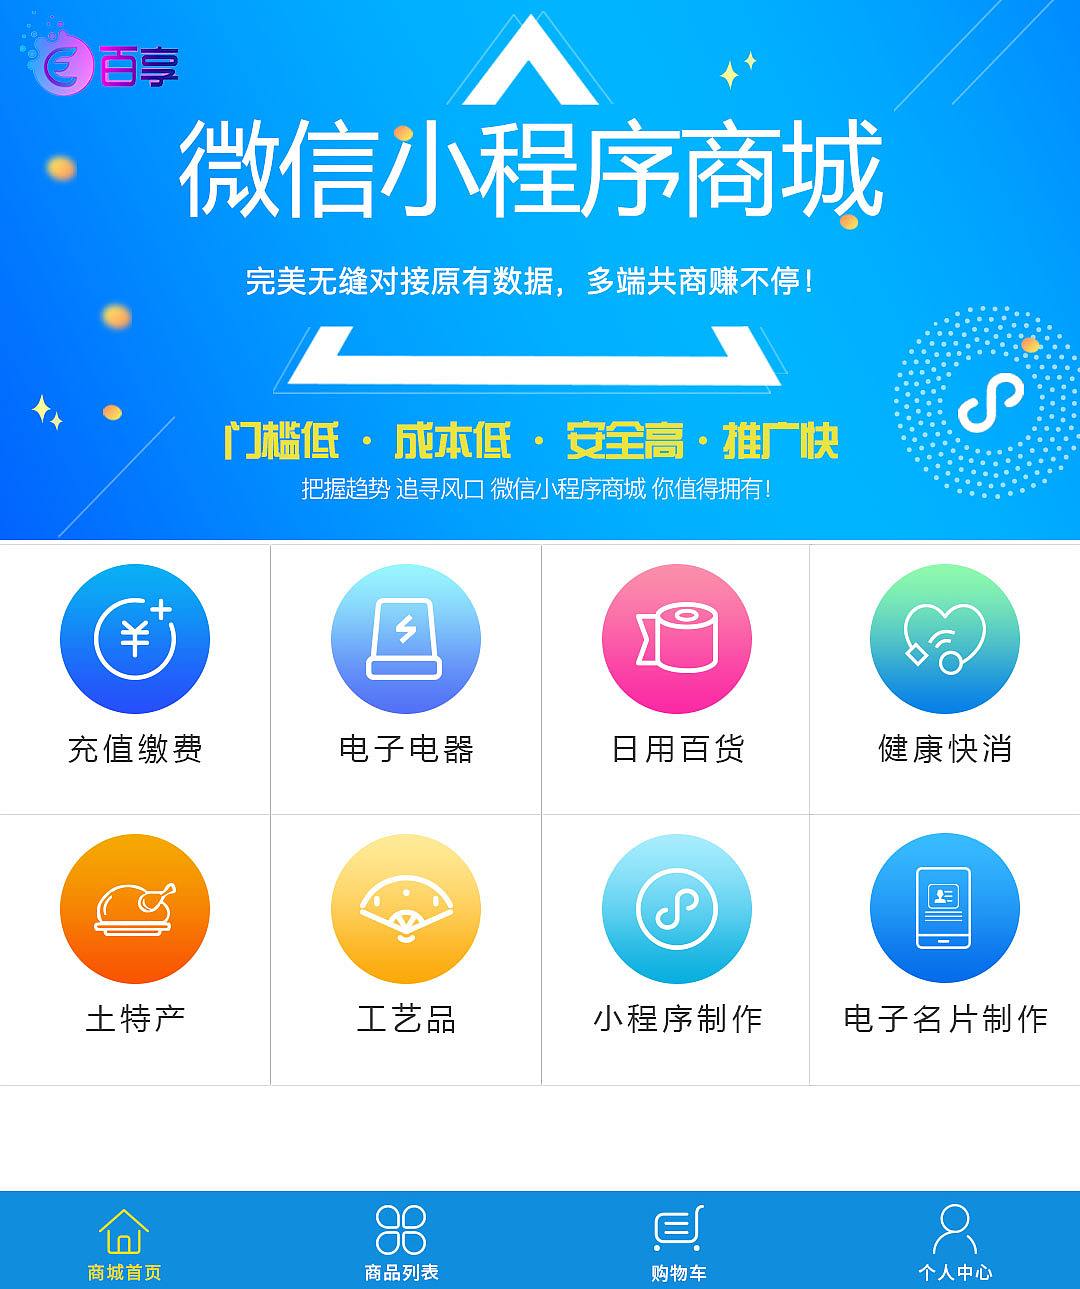 百享
微信小程序商城
完美无缝对接原有数据，多端共商赚不停！
门槛低 · 成本低 · 安全高 · 推广快
把握趋势 追寻风口 微信小程序商城 你值得拥有！
充值缴费 电子电器 日用百货 健康快消
土特产 工艺品 小程序制作 电子名片制作
商城首页 商品列表 购物车 个人中心